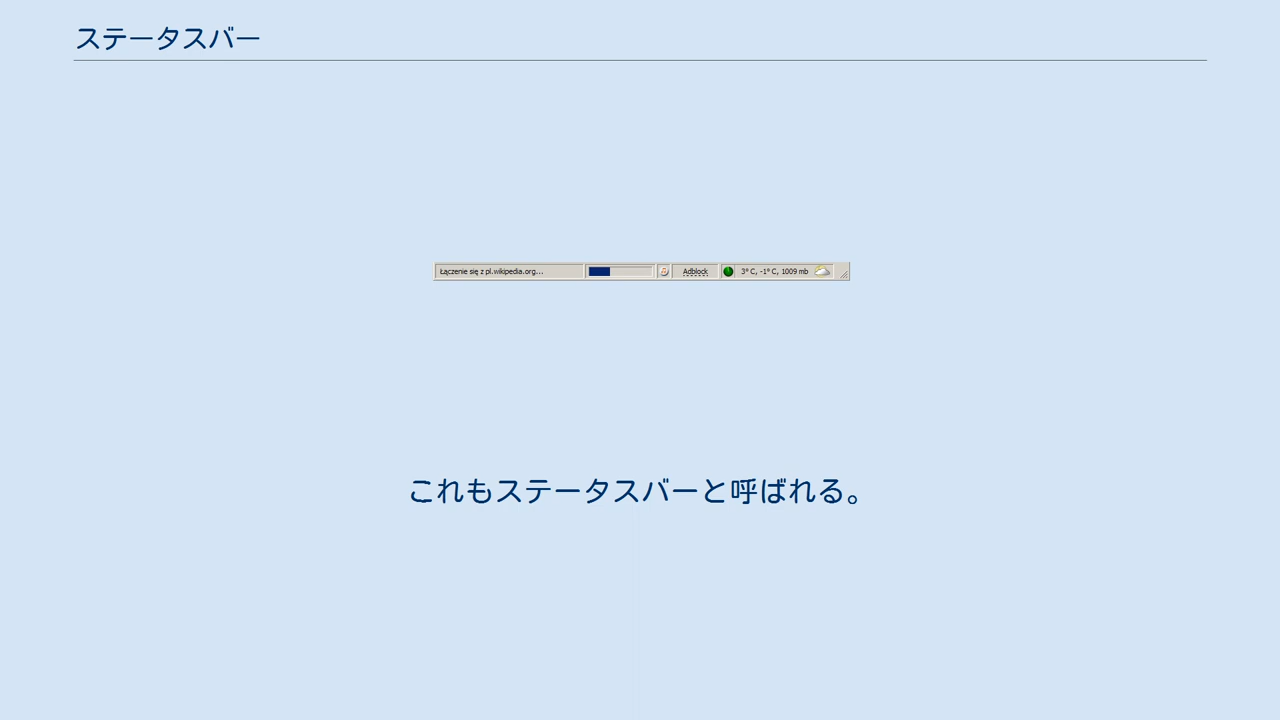 ステータスバー
Łączenie się z pl.wikipedia.org... Adblock 3° C, -1° C, 1009 mb
これもステータスバーと呼ばれる。